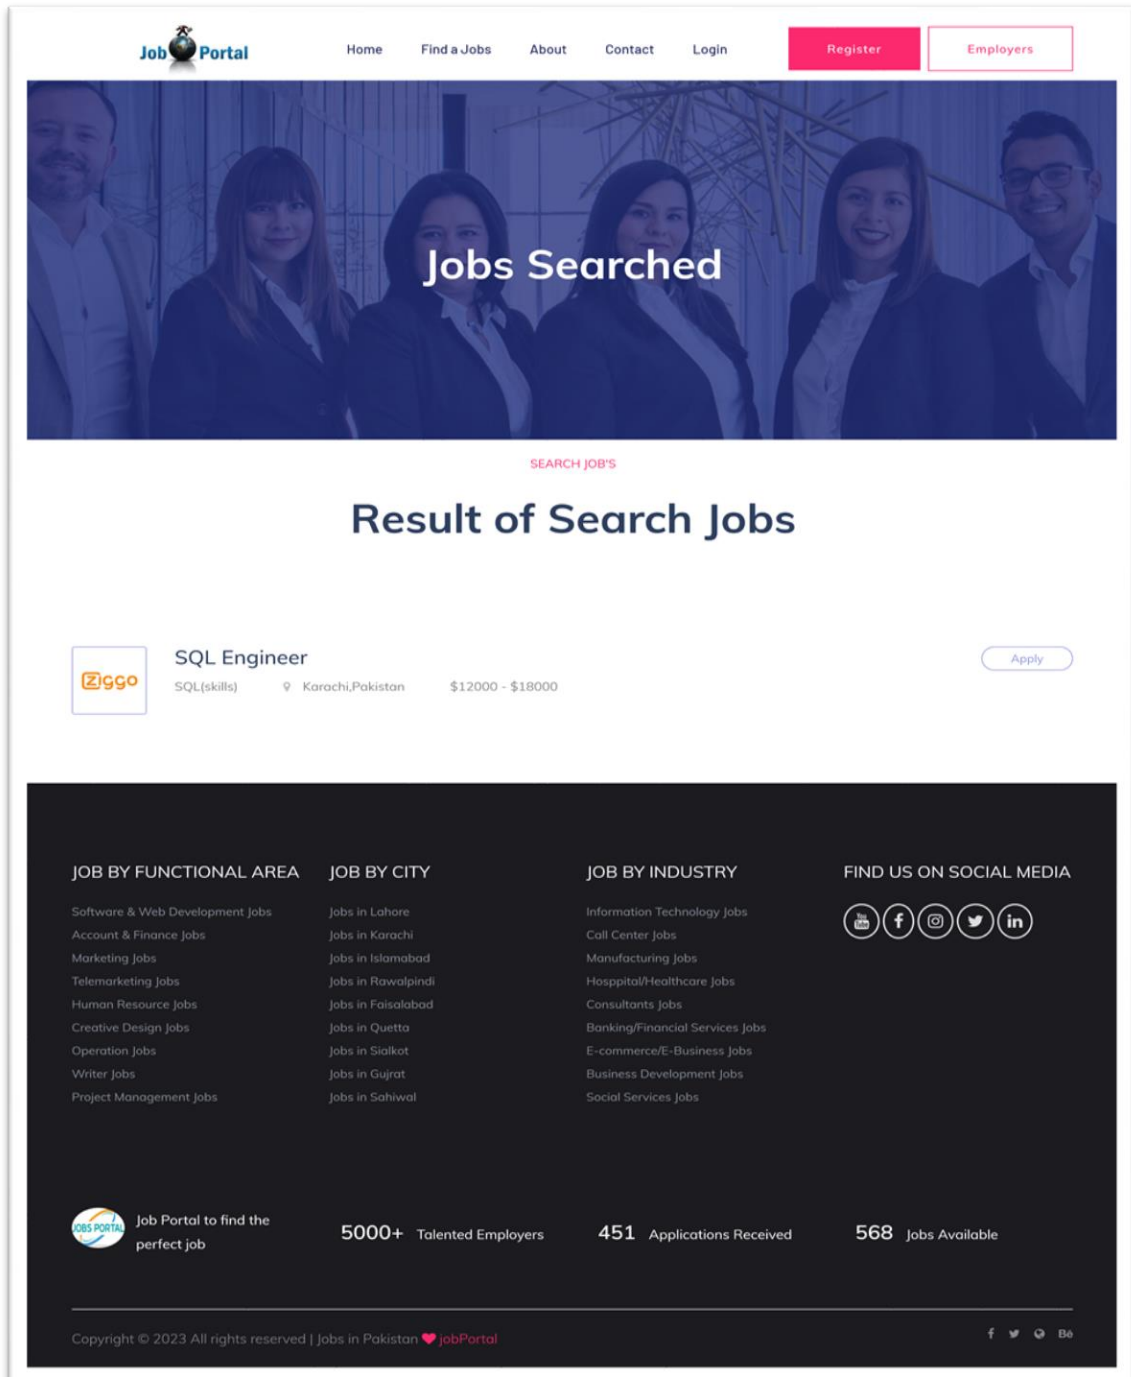 Job Portal
Home Find a Jobs About Contact Login Register Employers
Jobs Searched
SEARCH JOB'S
Result of Search Jobs
ziggo
SQL Engineer
Apply
SQL(skills) Karachi,Pakistan $12000 - $18000
JOB BY FUNCTIONAL AREA
Software & Web Development Jobs
Account & Finance Jobs
Marketing Jobs
Telemarketing Jobs
Human Resource Jobs
Creative Design Jobs
Operation Jobs
Writer Jobs
Project Management Jobs
JOB BY CITY
Jobs in Lahore
Jobs in Karachi
Jobs in Islamabad
Jobs in Rawalpindi
Jobs in Faisalabad
Jobs in Quetta
Jobs in Sialkot
Jobs in Gujrat
Jobs in Sahiwal
JOB BY INDUSTRY
Information Technology Jobs
Call Center Jobs
Manufacturing Jobs
Hosppital/Healthcare Jobs
Consultants Jobs
Banking/Financial Services Jobs
E-commerce/E-Business Jobs
Business Development Jobs
Social Services Jobs
FIND US ON SOCIAL MEDIA
You Tube f in
JOBS PORTAL
Job Portal to find the
perfect job
5000+ Talented Employers
451 Applications Received
568 Jobs Available
Copyright © 2023 All rights reserved | Jobs in Pakistan ❤ jobPortal
f Bē